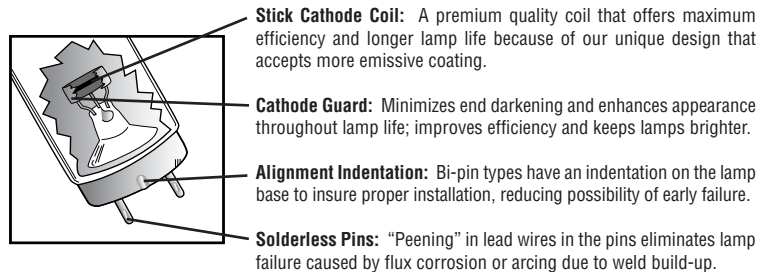 Stick Cathode Coil: A premium quality coil that offers maximum
efficiency and longer lamp life because of our unique design that
accepts more emissive coating.
Cathode Guard: Minimizes end darkening and enhances appearance
throughout lamp life; improves efficiency and keeps lamps brighter.
Alignment Indentation: Bi-pin types have an indentation on the lamp
base to insure proper installation, reducing possibility of early failure.
Solderless Pins: “Peening” in lead wires in the pins eliminates lamp
failure caused by flux corrosion or arcing due to weld build-up.